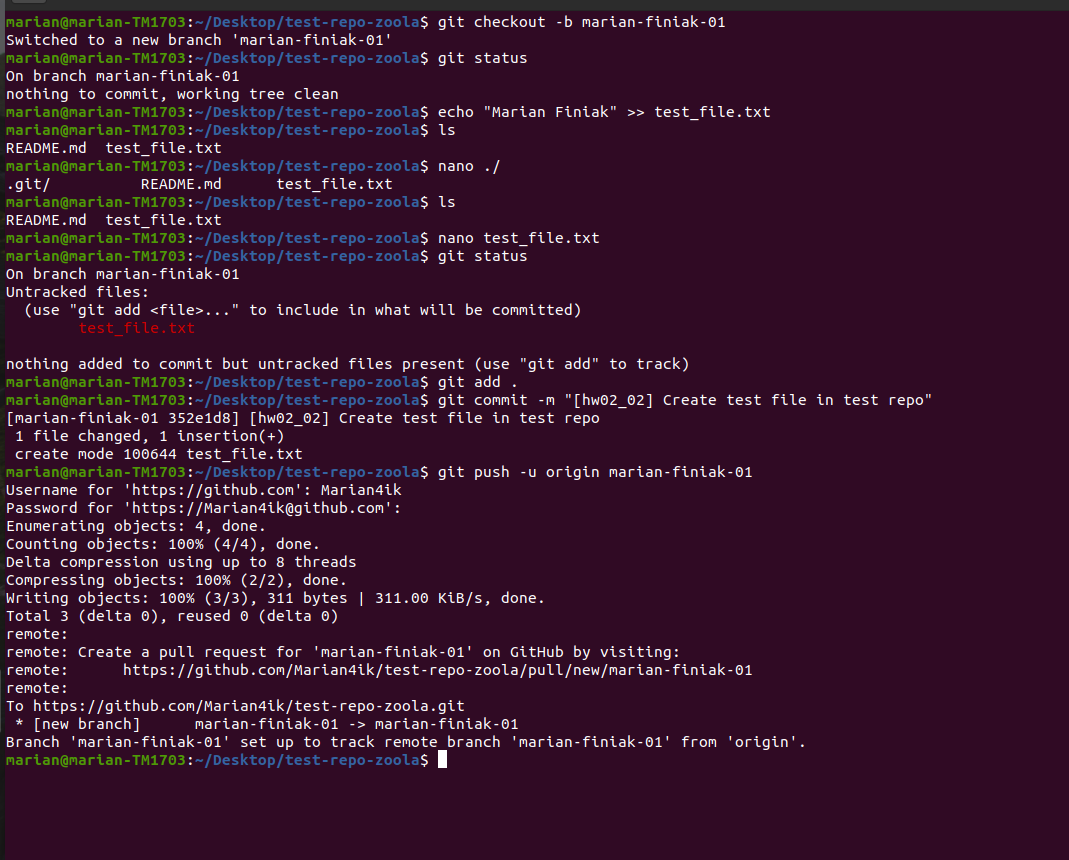 marian@marian-TM1703:~/Desktop/test-repo-zoola$ git checkout -b marian-finiak-01
Switched to a new branch 'marian-finiak-01'
marian@marian-TM1703:~/Desktop/test-repo-zoola$ git status
On branch marian-finiak-01
nothing to commit, working tree clean
marian@marian-TM1703:~/Desktop/test-repo-zoola$ echo "Marian Finiak" >> test_file.txt
marian@marian-TM1703:~/Desktop/test-repo-zoola$ ls
README.md  test_file.txt
marian@marian-TM1703:~/Desktop/test-repo-zoola$ nano ./
.git/          README.md      test_file.txt
marian@marian-TM1703:~/Desktop/test-repo-zoola$ ls
README.md  test_file.txt
marian@marian-TM1703:~/Desktop/test-repo-zoola$ nano test_file.txt
marian@marian-TM1703:~/Desktop/test-repo-zoola$ git status
On branch marian-finiak-01
Untracked files:
  (use "git add <file>..." to include in what will be committed)
        test_file.txt
nothing added to commit but untracked files present (use "git add" to track)
marian@marian-TM1703:~/Desktop/test-repo-zoola$ git add .
marian@marian-TM1703:~/Desktop/test-repo-zoola$ git commit -m "[hw02_02] Create test file in test repo"
[marian-finiak-01 352e1d8] [hw02_02] Create test file in test repo
 1 file changed, 1 insertion(+)
 create mode 100644 test_file.txt
marian@marian-TM1703:~/Desktop/test-repo-zoola$ git push -u origin marian-finiak-01
Username for 'https://github.com': Marian4ik
Password for 'https://Marian4ik@github.com':
Enumerating objects: 4, done.
Counting objects: 100% (4/4), done.
Delta compression using up to 8 threads
Compressing objects: 100% (2/2), done.
Writing objects: 100% (3/3), 311 bytes | 311.00 KiB/s, done.
Total 3 (delta 0), reused 0 (delta 0)
remote:
remote: Create a pull request for 'marian-finiak-01' on GitHub by visiting:
remote:      https://github.com/Marian4ik/test-repo-zoola/pull/new/marian-finiak-01
remote:
To https://github.com/Marian4ik/test-repo-zoola.git
 * [new branch]      marian-finiak-01 -> marian-finiak-01
Branch 'marian-finiak-01' set up to track remote branch 'marian-finiak-01' from 'origin'.
marian@marian-TM1703:~/Desktop/test-repo-zoola$